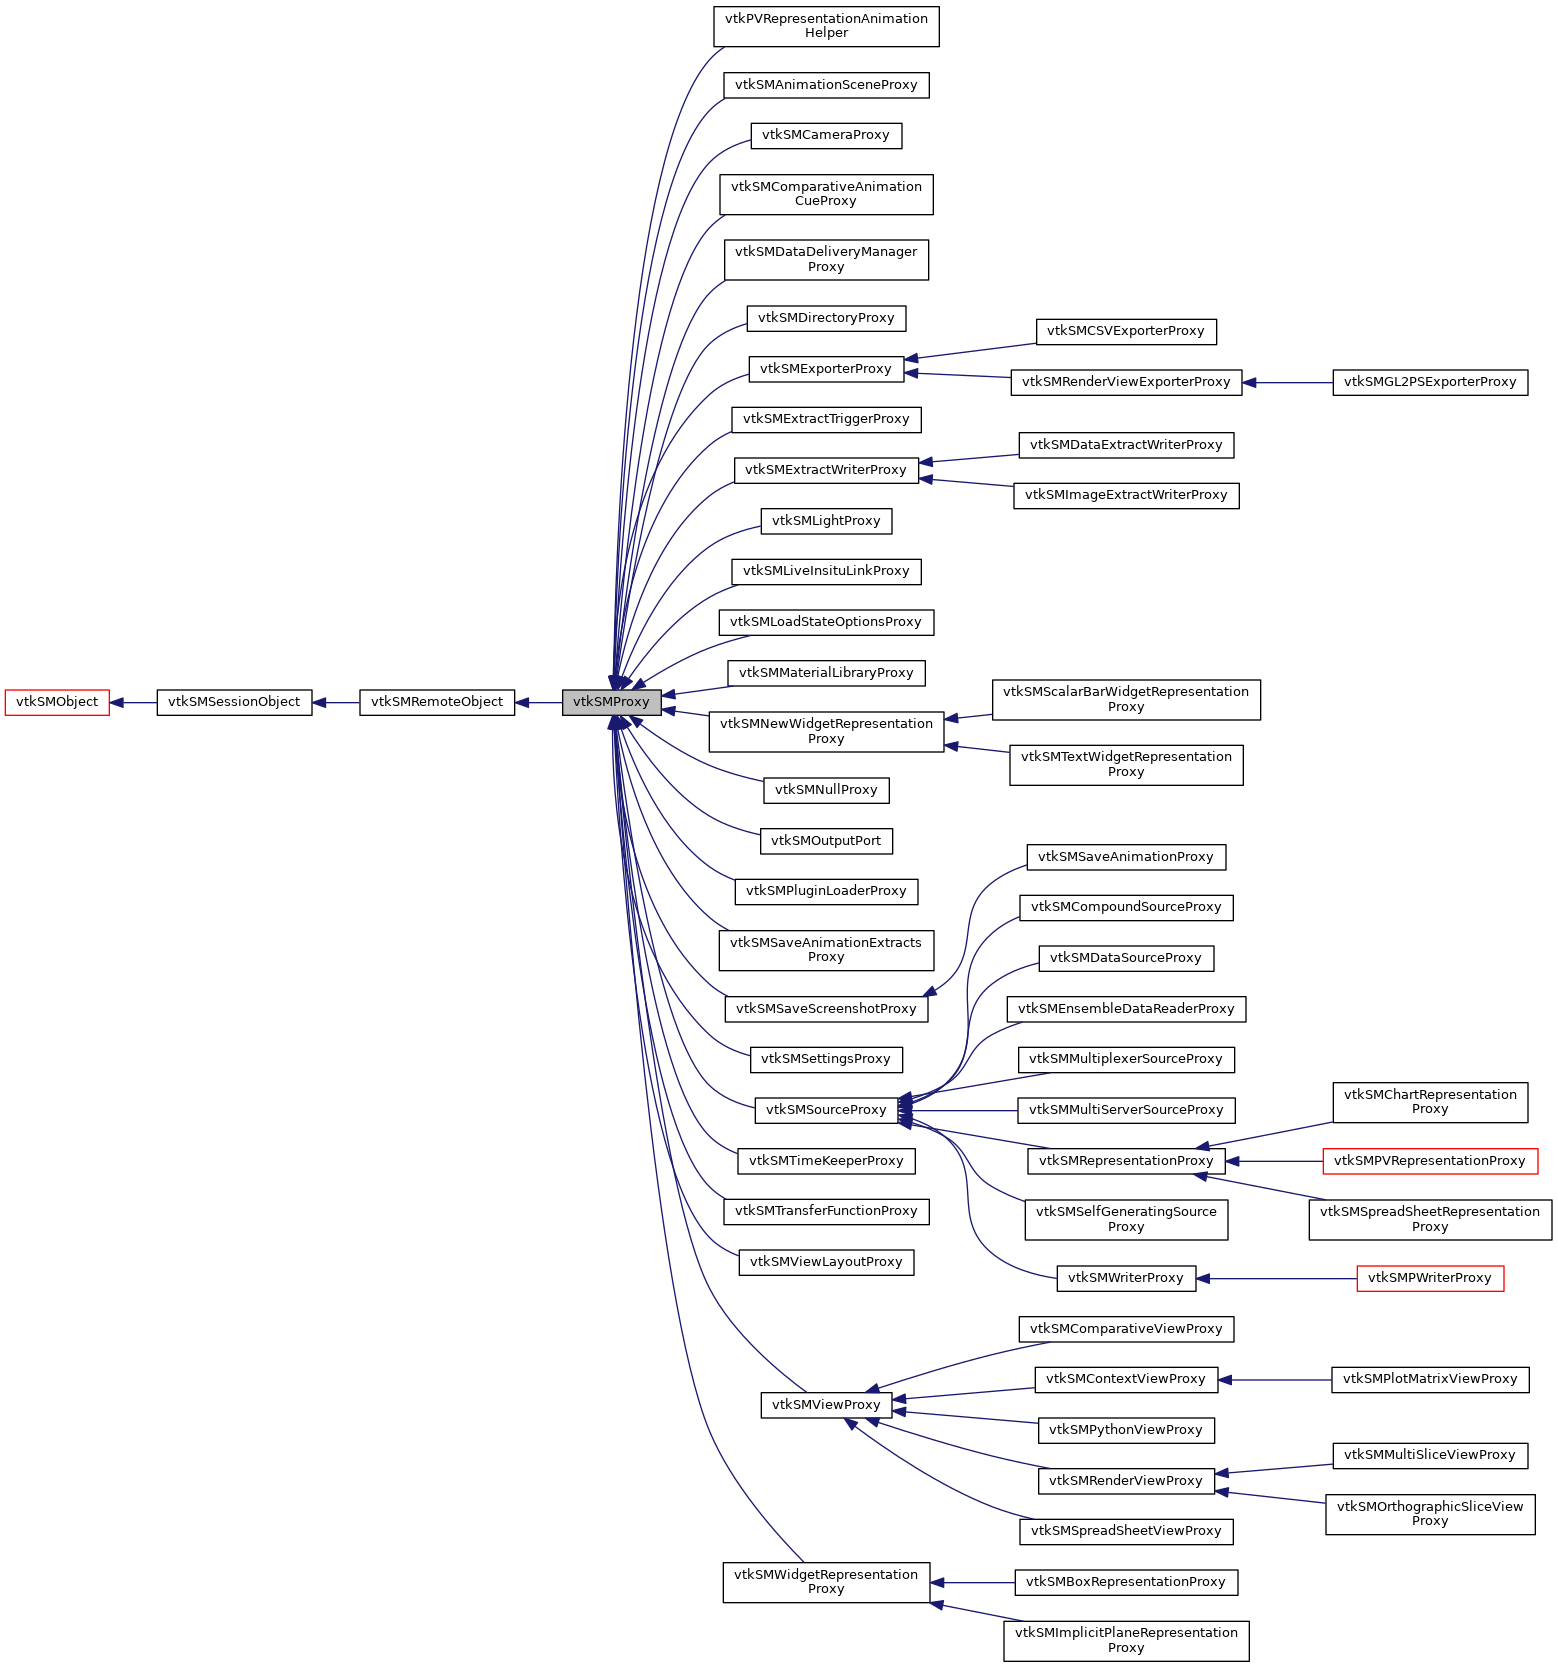 vtkPVRepresentationAnimation
Helper
vtkSMAnimationSceneProxy
vtkSMCameraProxy
vtkSMComparativeAnimation
CueProxy
vtkSMDataDeliveryManager
Proxy
vtkSMDirectoryProxy
vtkSMCSVExporterProxy
vtkSMExporterProxy
vtkSMRenderViewExporterProxy
vtkSMGL2PSExporterProxy
vtkSMExtractTriggerProxy
vtkSMDataExtractWriterProxy
vtkSMExtractWriterProxy
vtkSMImageExtractWriterProxy
vtkSMLightProxy
vtkSMLiveInsituLinkProxy
vtkSMLoadStateOptionsProxy
vtkSMMaterialLibraryProxy
vtkSMObject
vtkSMSessionObject
vtkSMRemoteObject
vtkSMProxy
vtkSMScalarBarWidgetRepresentation
Proxy
vtkSMNewWidgetRepresentation
Proxy
vtkSMTextWidgetRepresentation
Proxy
vtkSMNullProxy
vtkSMOutputPort
vtkSMSaveAnimationProxy
vtkSMPluginLoaderProxy
vtkSMCompoundSourceProxy
vtkSMSaveAnimationExtracts
Proxy
vtkSMDataSourceProxy
vtkSMSaveScreenshotProxy
vtkSMEnsembleDataReaderProxy
vtkSMSettingsProxy
vtkSMMultiplexerSourceProxy
vtkSMSourceProxy
vtkSMMultiServerSourceProxy
vtkSMChartRepresentation
Proxy
vtkSMTimeKeeperProxy
vtkSMRepresentationProxy
vtkSMPVRepresentationProxy
vtkSMTransferFunctionProxy
vtkSMSelfGeneratingSource
Proxy
vtkSMSpreadSheetRepresentation
Proxy
vtkSMViewLayoutProxy
vtkSMWriterProxy
vtkSMPWriterProxy
vtkSMComparativeViewProxy
vtkSMContextViewProxy
vtkSMPlotMatrixViewProxy
vtkSMViewProxy
vtkSMPythonViewProxy
vtkSMRenderViewProxy
vtkSMMultiSliceViewProxy
vtkSMOrthographicSliceView
Proxy
vtkSMSpreadSheetViewProxy
vtkSMWidgetRepresentation
Proxy
vtkSMBoxRepresentationProxy
vtkSMImplicitPlaneRepresentation
Proxy